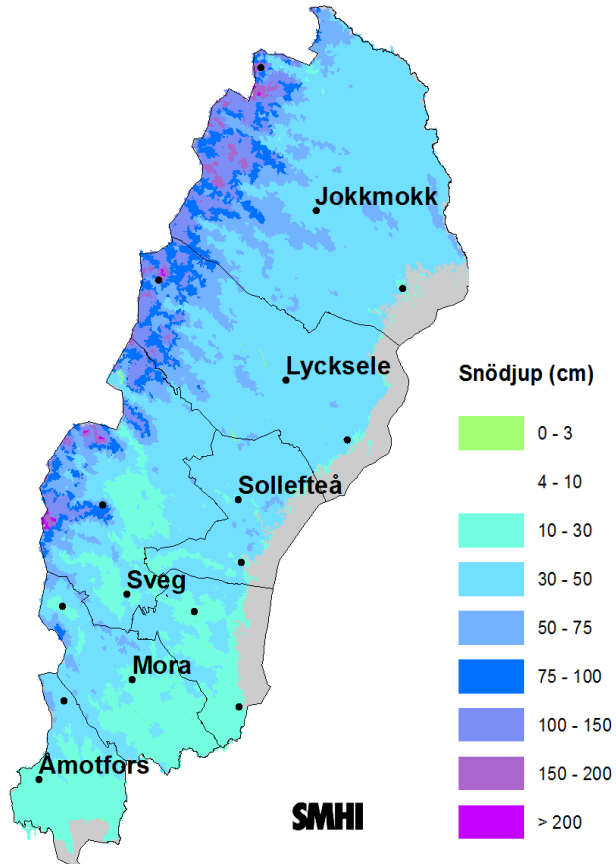 Jokkmokk
Lycksele
Sollefteå
Sveg
Mora
Åmotfors
Snödjup (cm)
0 - 3
4 - 10
10 - 30
30 - 50
50 - 75
75 - 100
100 - 150
150 - 200
> 200
SMHI